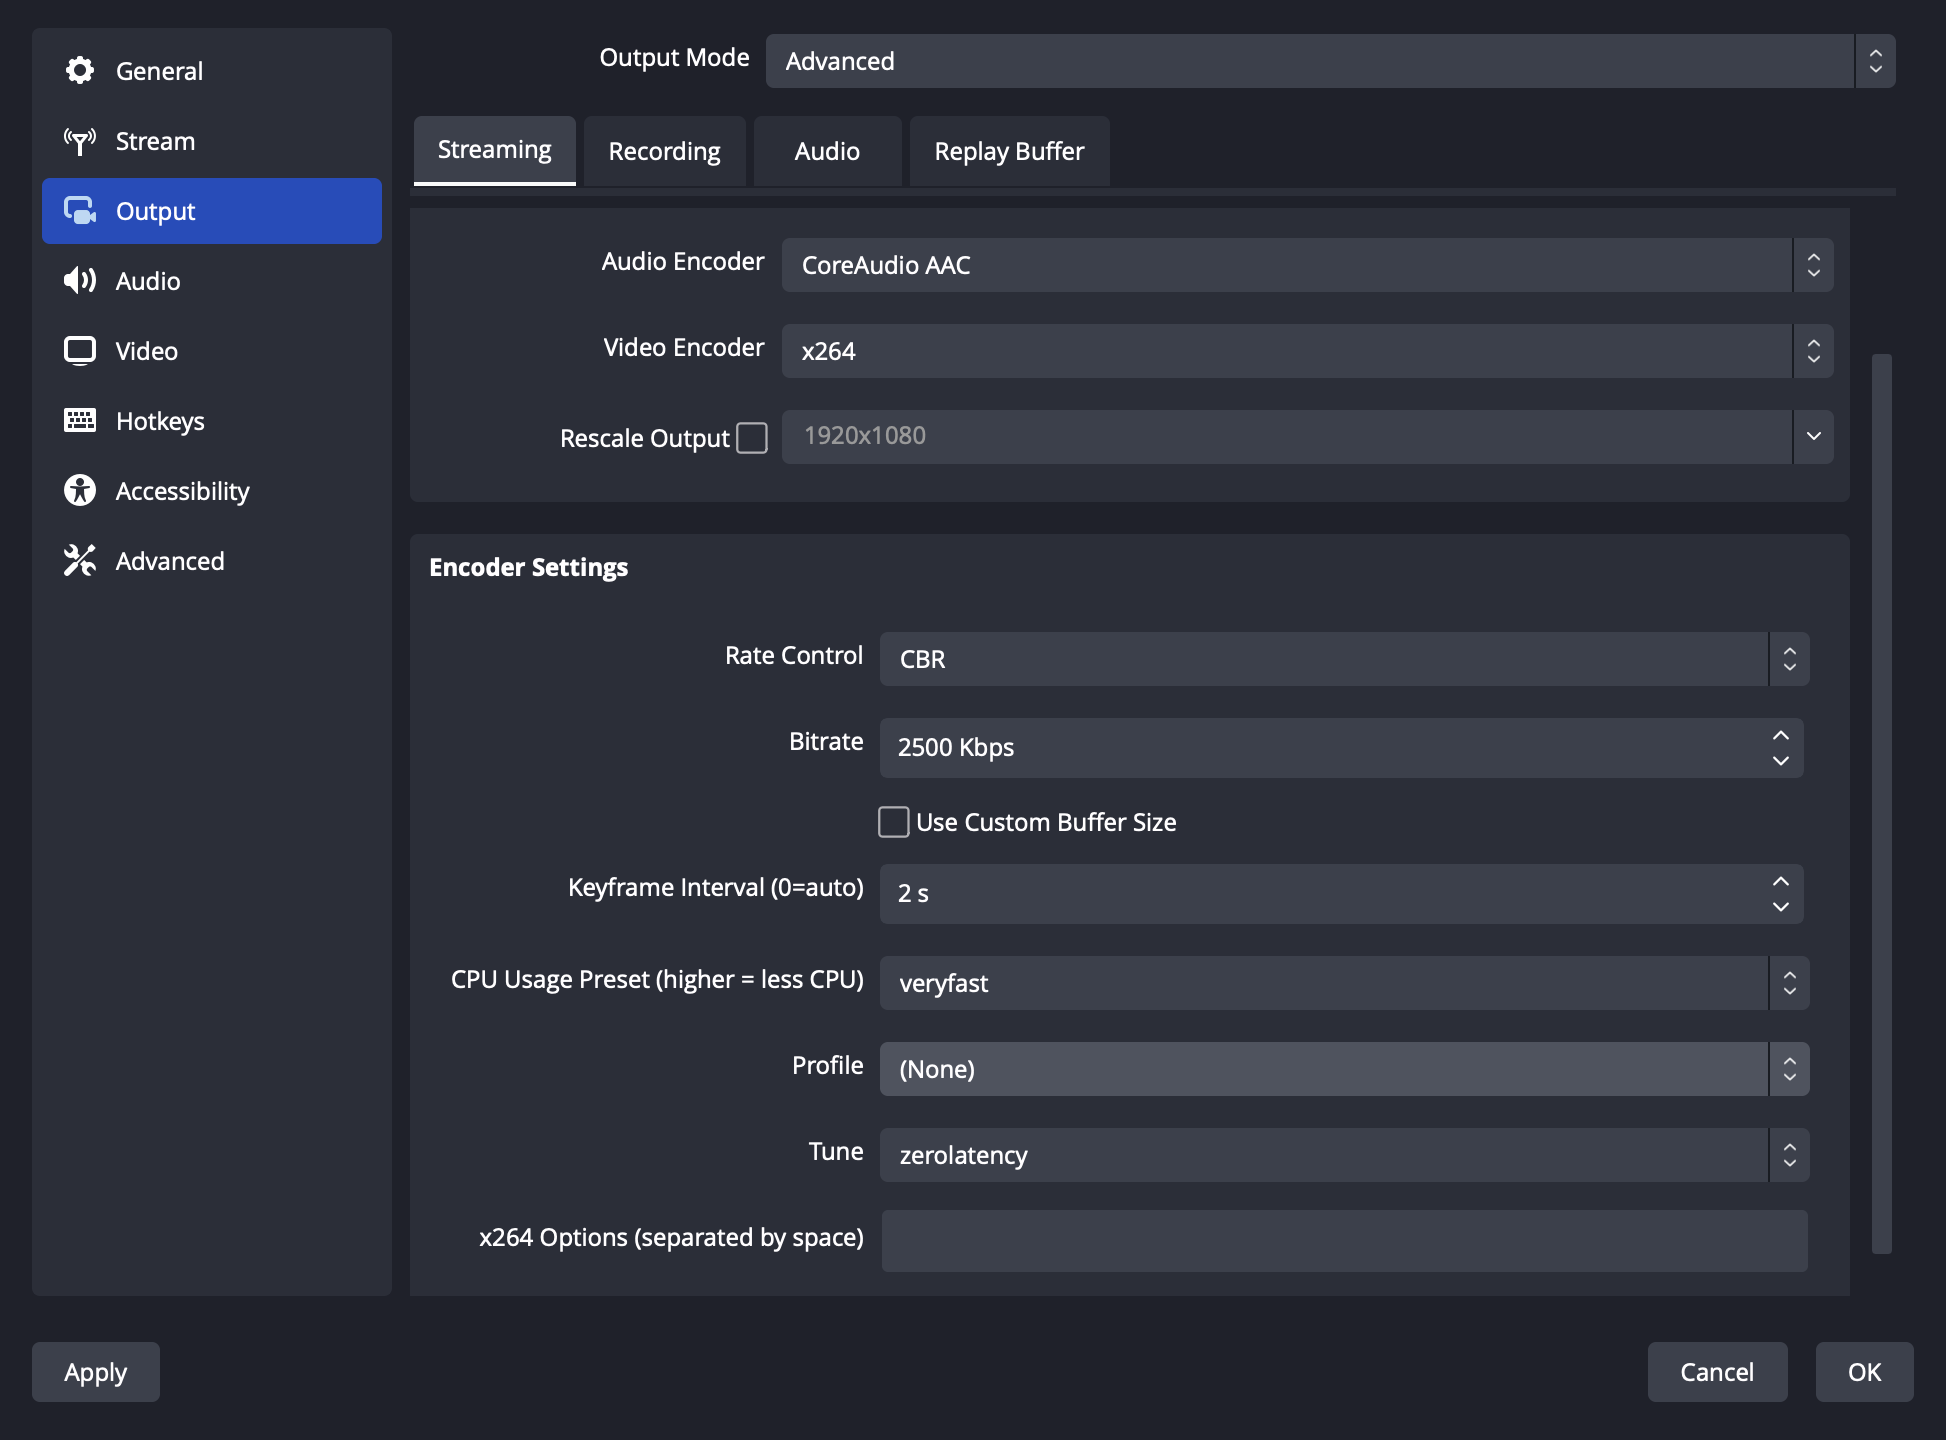 General
Stream
Output
Audio
Video
Hotkeys
Accessibility
Advanced
Output Mode
Advanced
Streaming
Recording
Audio
Replay Buffer
Audio Encoder
CoreAudio AAC
Video Encoder
x264
Rescale Output
1920x1080
Encoder Settings
Rate Control
CBR
Bitrate
2500 Kbps
Use Custom Buffer Size
Keyframe Interval (0=auto)
2 s
CPU Usage Preset (higher = less CPU)
veryfast
Profile
(None)
Tune
zerolatency
x264 Options (separated by space)
Apply
Cancel
OK